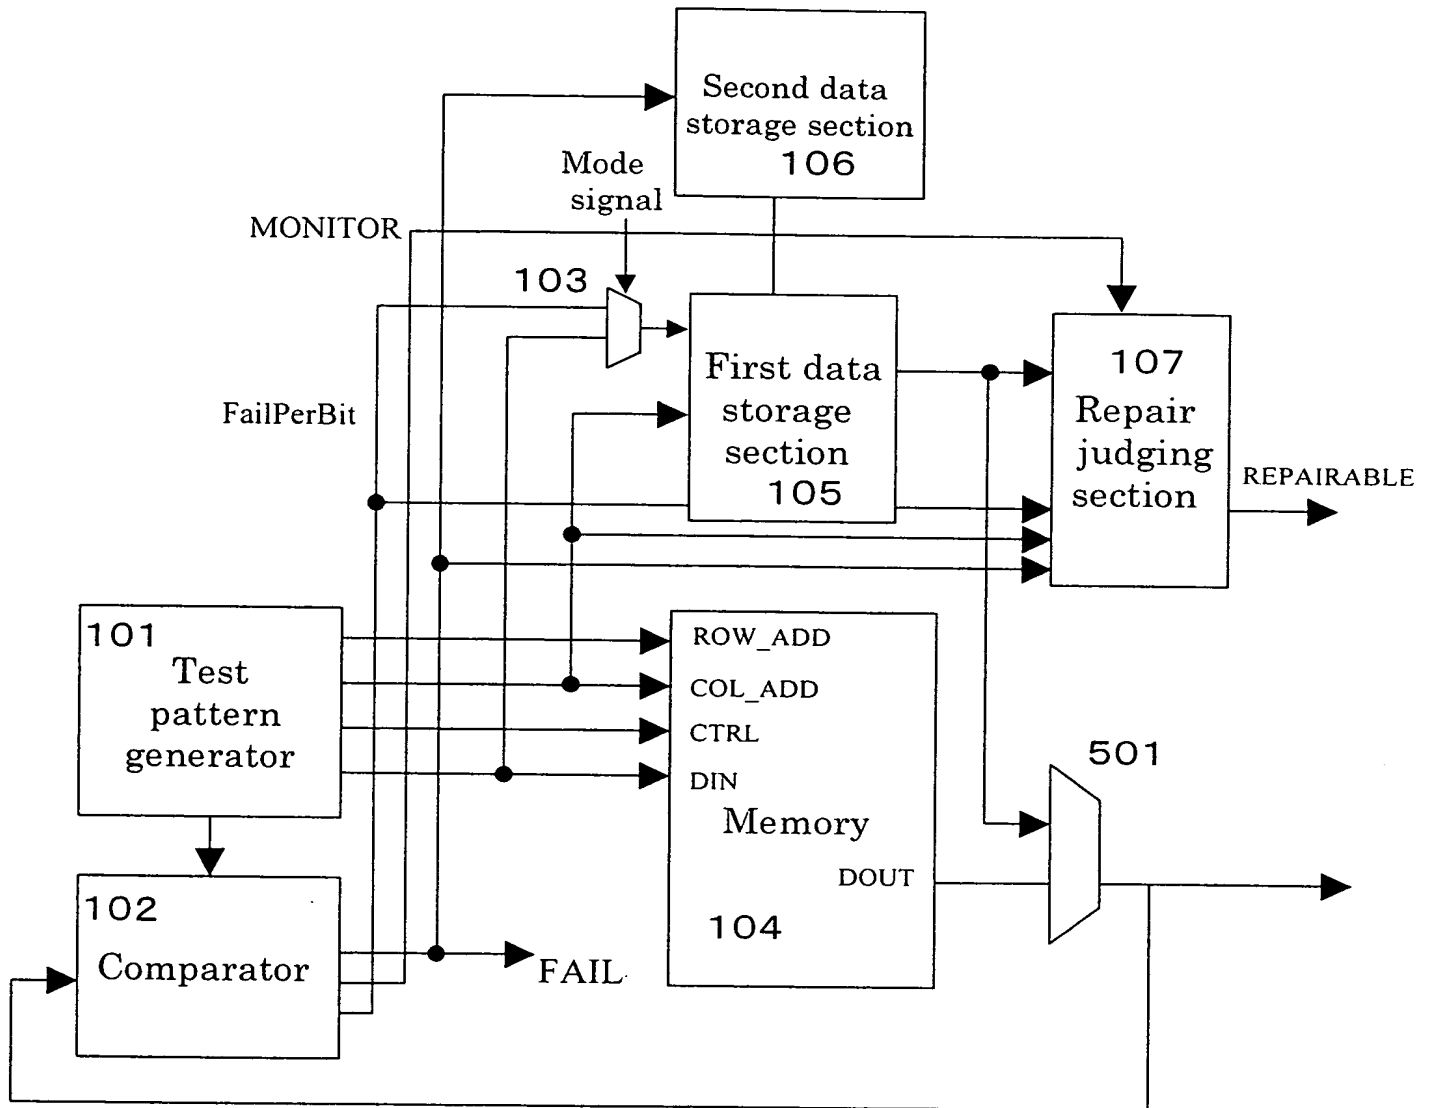 Second data
storage section
106
Mode
signal
MONITOR
103
First data
storage
section
105
107
Repair
judging
section
FailPerBit
REPAIRABLE
101
Test
pattern
generator
ROW_ADD
COL_ADD
CTRL
DIN
Memory
DOUT
104
501
102
Comparator
FAIL